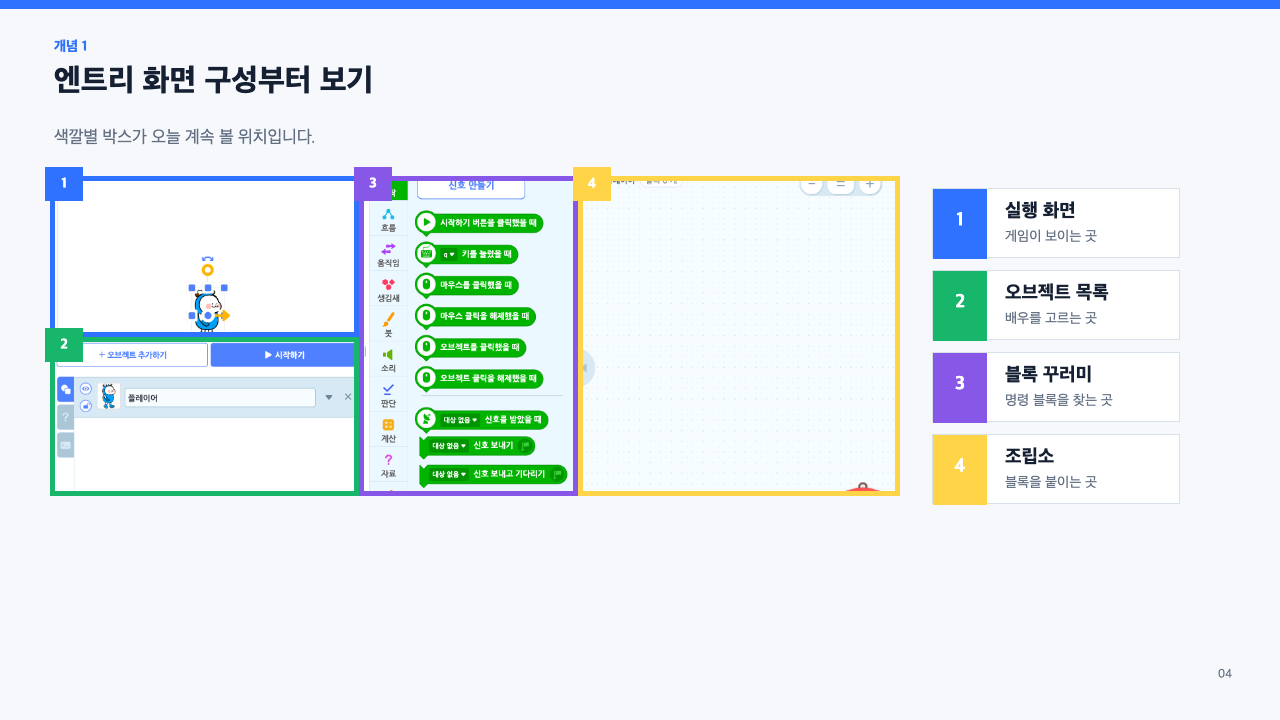 개념 1
엔트리 화면 구성부터 보기
색깔별 박스가 오늘 계속 볼 위치입니다.
1
3
4
신호 만들기
흐름
움직임
생김새
붓
소리
판단
계산
자료
시작하기 버튼을 클릭했을 때
q 키를 눌렀을 때
마우스를 클릭했을 때
마우스 클릭을 해제했을 때
오브젝트를 클릭했을 때
오브젝트 클릭을 해제했을 때
대상 없음 신호를 받았을 때
대상 없음 신호 보내기
대상 없음 신호 보내고 기다리기
2
+ 오브젝트 추가하기
▶ 시작하기
플레이어
1
실행 화면
게임이 보이는 곳
2
오브젝트 목록
배우를 고르는 곳
3
블록 꾸러미
명령 블록을 찾는 곳
4
조립소
블록을 붙이는 곳
04